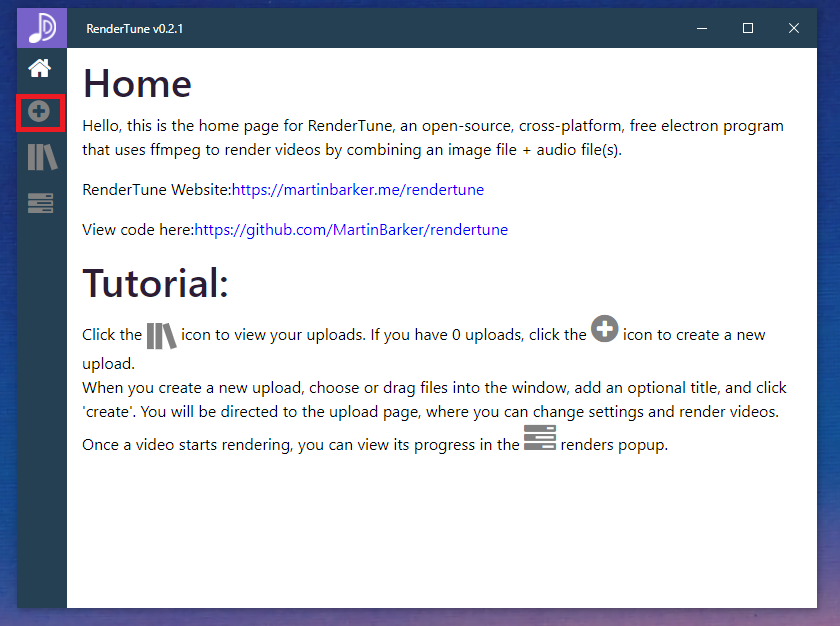 RenderTune v0.2.1
Home
Hello, this is the home page for RenderTune, an open-source, cross-platform, free electron program
that uses ffmpeg to render videos by combining an image file + audio file(s).
RenderTune Website:https://martinbarker.me/rendertune
View code here:https://github.com/MartinBarker/rendertune
Tutorial:
Click the icon to view your uploads. If you have 0 uploads, click the icon to create a new
upload.
When you create a new upload, choose or drag files into the window, add an optional title, and click
'create'. You will be directed to the upload page, where you can change settings and render videos.
Once a video starts rendering, you can view its progress in the renders popup.